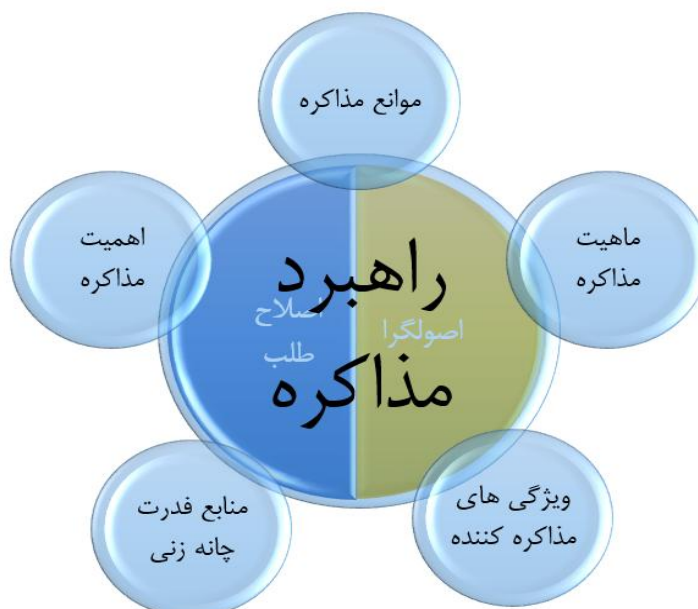 موانع مذاکره
ماهیت
مذاکره
ویژگی های
مذاکره کننده
منابع قدرت
چانه زنی
اهمیت
مذاکره
راهبرد
مذاکره
اصولگرا
اصلاح
طلب